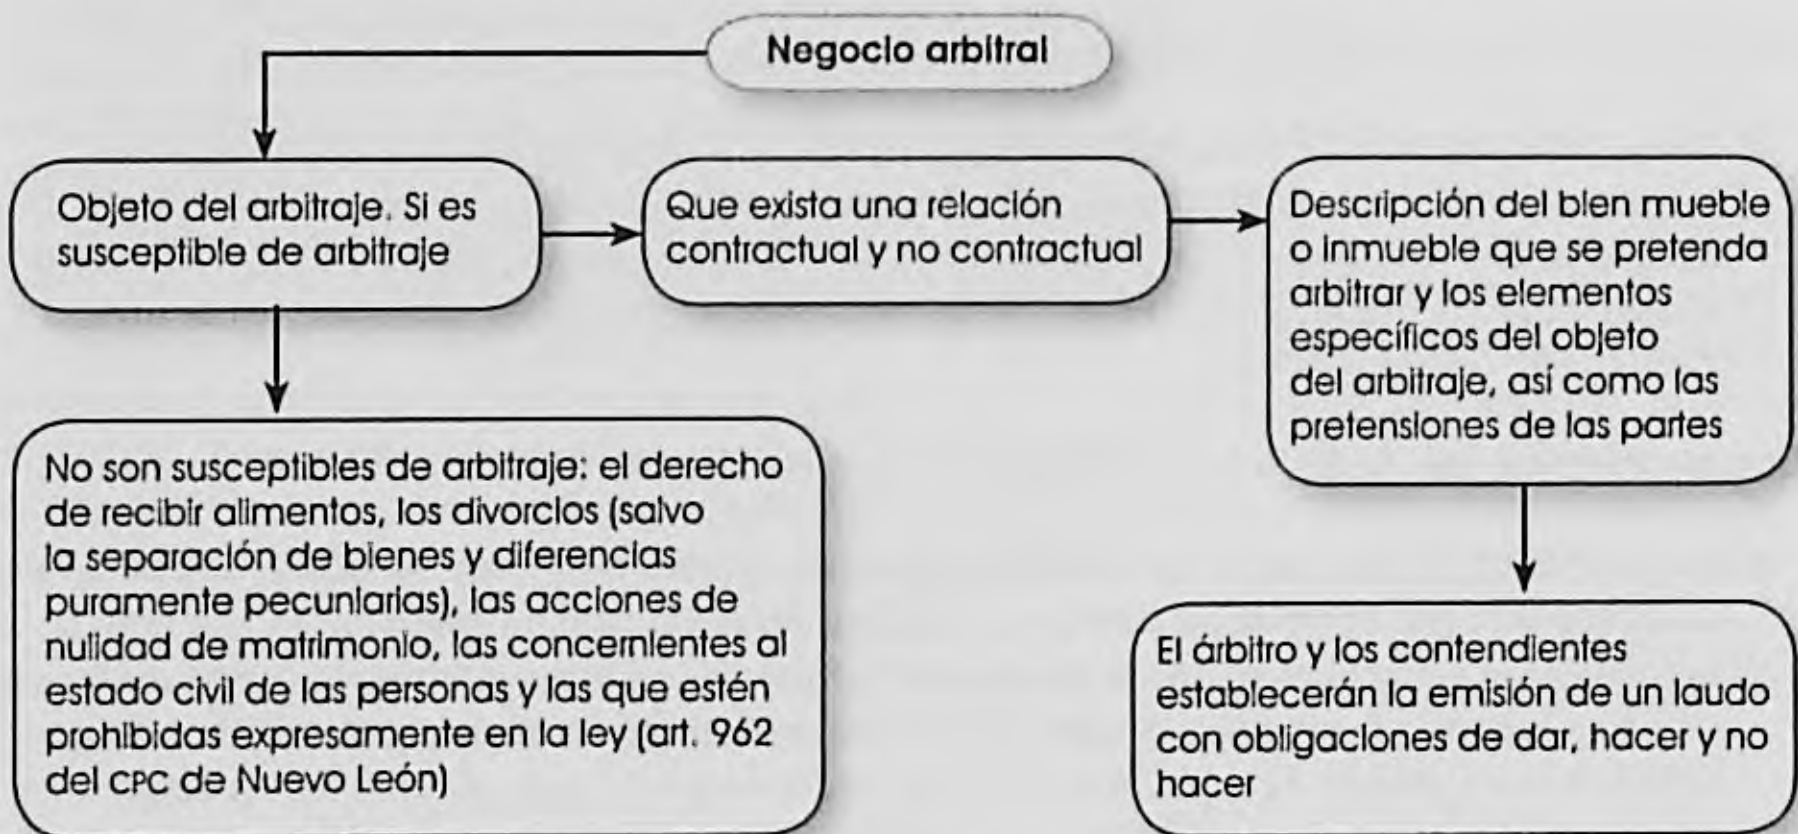 Negocio arbitral
Objeto del arbitraje. Si es
susceptible de arbitraje
Que exista una relación
contractual y no contractual
Descripción del bien mueble
o inmueble que se pretenda
arbitrar y los elementos
específicos del objeto
del arbitraje, así como las
pretensiones de las partes
No son susceptibles de arbitraje: el derecho
de recibir alimentos, los divorcios (salvo
la separación de bienes y diferencias
puramente pecuniarias), las acciones de
nulidad de matrimonio, las concernientes al
estado civil de las personas y las que estén
prohibidas expresamente en la ley (art. 962
del CPC de Nuevo León)
El árbitro y los contendientes
establecerán la emisión de un laudo
con obligaciones de dar, hacer y no
hacer